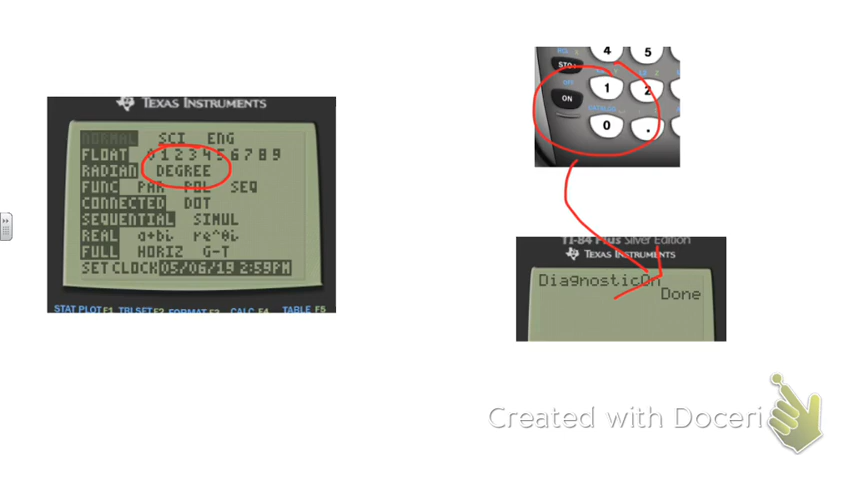 TEXAS INSTRUMENTS
NORMAL SCI ENG
FLOAT 0 1 2 3 4 5 6 7 8 9
RADIAN DEGREE
FUNC PAR POL SEQ
CONNECTED DOT
SEQUENTIAL SIMUL
REAL a+bi re^θi
FULL HORIZ G-T
SET CLOCK 05/06/19 2:59PM
STAT PLOT F1 TBLSET F2 FORMAT F3 CALC F4 TABLE F5
4 5
STO
OFF
1 2
ON
CATALOG
0 .
TI-84 Plus Silver Edition
TEXAS INSTRUMENTS
DiagnosticOn
Done
Created with Doceri